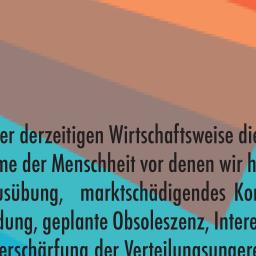 er derzeitigen Wirtschaftsweise die
me der Menschheit vor denen wir h
usübung, marktschädigendes Kor
dung, geplante Obsoleszenz, Intere
erschärfung der Verteilungsungere